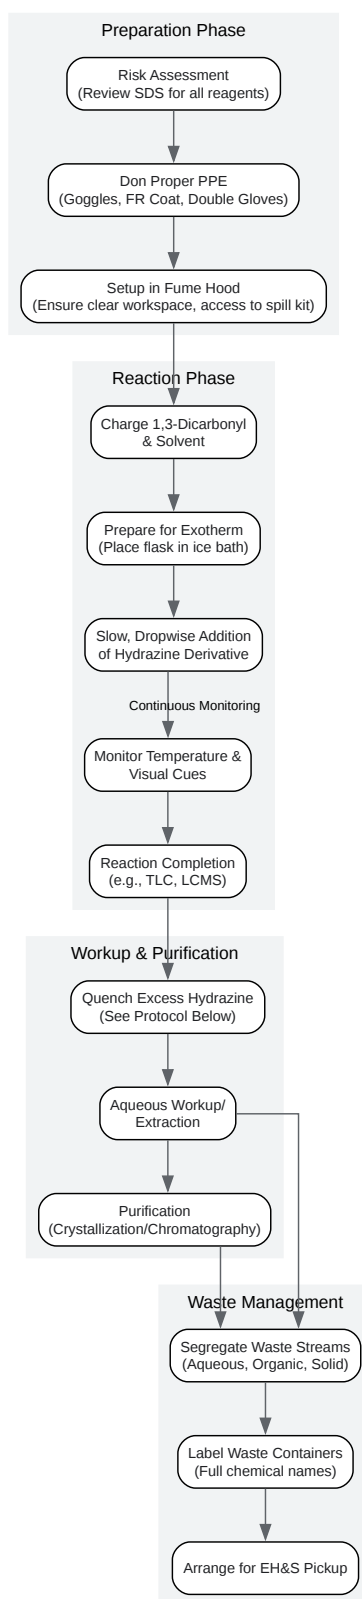 Preparation Phase
Risk Assessment
(Review SDS for all reagents)
Don Proper PPE
(Goggles, FR Coat, Double Gloves)
Setup in Fume Hood
(Ensure clear workspace, access to spill kit)
Reaction Phase
Charge 1,3-Dicarbonyl
& Solvent
Prepare for Exotherm
(Place flask in ice bath)
Slow, Dropwise Addition
of Hydrazine Derivative
Continuous Monitoring
Monitor Temperature &
Visual Cues
Reaction Completion
(e.g., TLC, LCMS)
Workup & Purification
Quench Excess Hydrazine
(See Protocol Below)
Aqueous Workup/
Extraction
Purification
(Crystallization/Chromatography)
Waste Management
Segregate Waste Streams
(Aqueous, Organic, Solid)
Label Waste Containers
(Full chemical names)
Arrange for EH&S Pickup